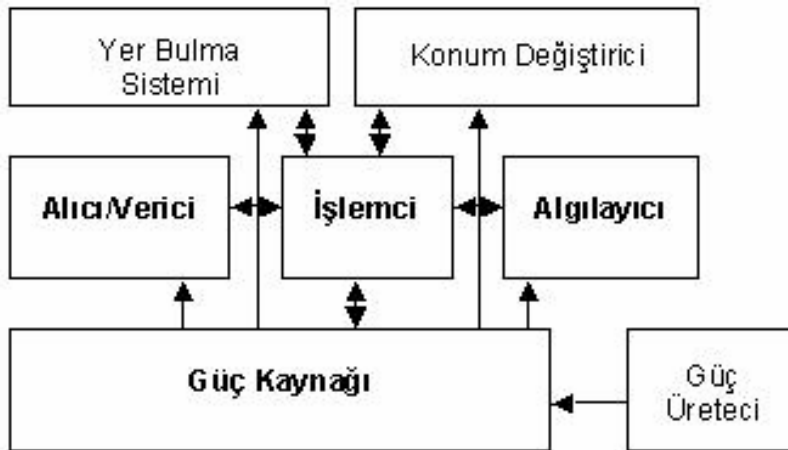 Yer Bulma
Sistemi
Konum Değiştirici
Alıcı/Verici
İşlemci
Algılayıcı
Güç Kaynağı
Güç
Üreteci